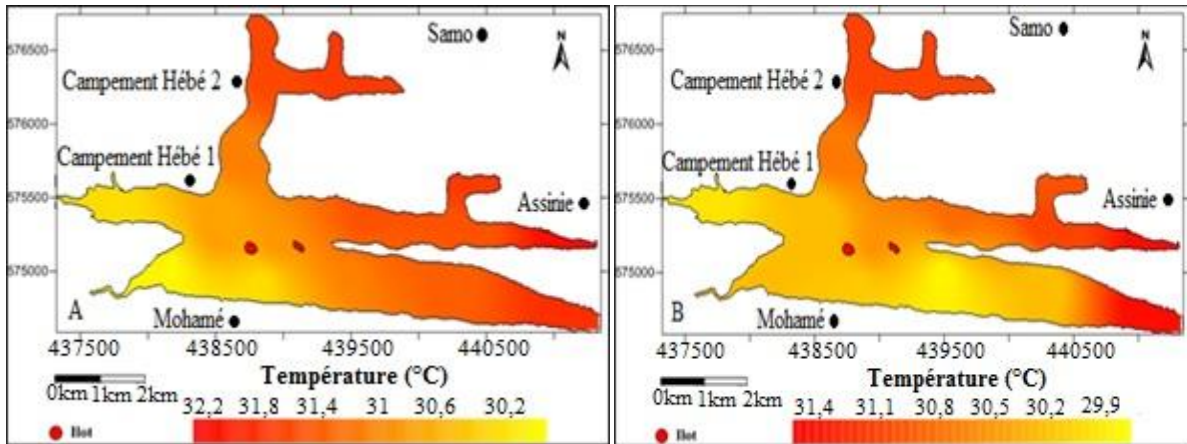 Samo
N
576500
Campement Hébé 2
576000
Campement Hébé 1
575500
Assinie
575000
A
Mohamé
437500 438500 439500 440500
Température (°C)
0km 1km 2km
32,2 31,8 31,4 31 30,6 30,2
Ilot
Samo
N
576500
Campement Hébé 2
576000
Campement Hébé 1
575500
Assinie
575000
B
Mohamé
437500 438500 439500 440500
Température (°C)
0km 1km 2km
31,4 31,1 30,8 30,5 30,2 29,9
Ilot